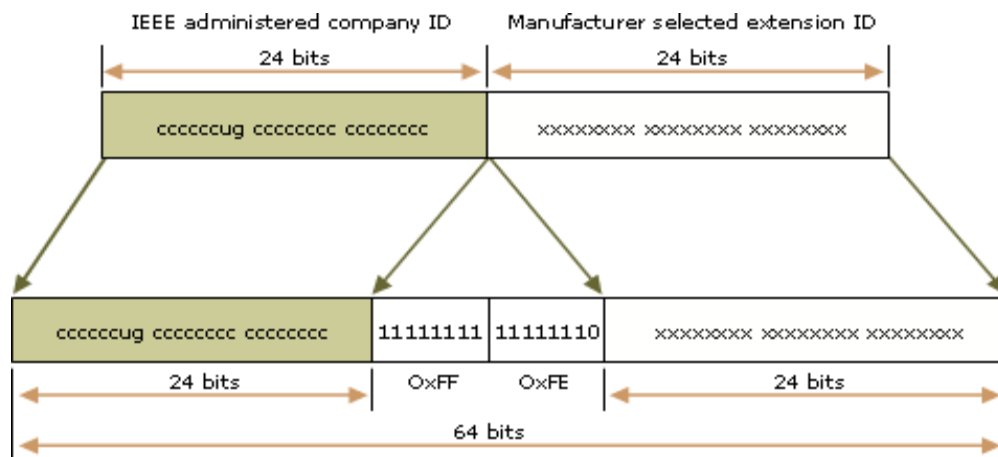 IEEE administered company ID Manufacturer selected extension ID
24 bits 24 bits
ccccccug cccccccc cccccccc xxxxxxxx xxxxxxxx xxxxxxxx
ccccccug cccccccc cccccccc 11111111 11111110 xxxxxxxx xxxxxxxx xxxxxxxx
24 bits 0xFF 0xFE 24 bits
64 bits